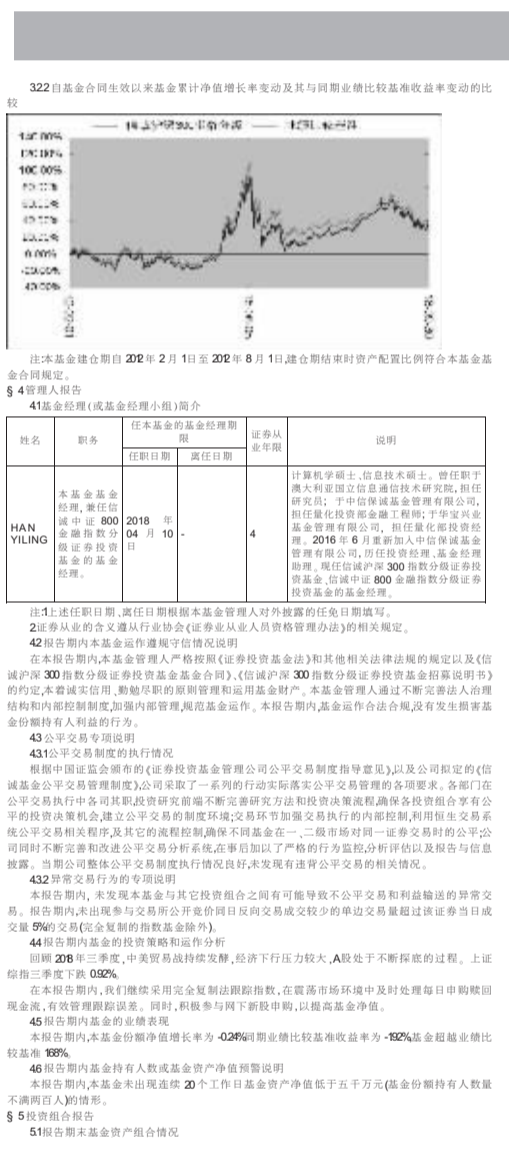 3.2.2 自基金合同生效以来基金累计净值增长率变动及其与同期业绩比较基准收益率变动的比
较
140.00%
120.00%
100.00%
0.00%
-20.00%
注:本基金建仓期自 2012 年 2 月 1日至 2012 年 8 月 1日,建仓期结束时资产配置比例符合本基金基
金合同规定。
§ 4 管理人报告
4.1基金经理(或基金经理小组)简介
姓名 职务 任本基金的基金经理期限 证券从业年限 说明
任职日期 离任日期
HAN YILING
本基金基金
经理, 兼任信
诚中证 800
金融指数分
级证券投资
基金的基金
经理。
2018 年
04 月 10
日
-
4
计算机学硕士、信息技术硕士。曾任职于
澳大利亚国立信息通信技术研究院,担任
研究员; 于中信保诚基金管理有限公司,
担任量化投资部金融工程师;于华宝兴业
基金管理有限公司, 担任量化部投资经
理。2016 年 6 月重新加入中信保诚基金
管理有限公司,历任投资经理、基金经理
助理。现任信诚沪深 300 指数分级证券投
资基金、信诚中证 800 金融指数分级证券
投资基金的基金经理。
注:1.上述任职日期、离任日期根据本基金管理人对外披露的任免日期填写。
2.证券从业的含义遵从行业协会《证券业从业人员资格管理办法》的相关规定。
4.2 报告期内本基金运作遵规守信情况说明
在本报告期内,本基金管理人严格按照《证券投资基金法》和其他相关法律法规的规定以及《信
诚沪深 300 指数分级证券投资基金基金合同》、《信诚沪深 300 指数分级证券投资基金招募说明书》
的约定,本着诚实信用、勤勉尽职的原则管理和运用基金财产。本基金管理人通过不断完善法人治理
结构和内部控制制度,加强内部管理,规范基金运作。本报告期内,基金运作合法合规,没有发生损害基
金份额持有人利益的行为。
4.3 公平交易专项说明
4.3.1公平交易制度的执行情况
根据中国证监会颁布的《证券投资基金管理公司公平交易制度指导意见》,以及公司拟定的《信
诚基金公平交易管理制度》,公司采取了一系列的行动实际落实公平交易管理的各项要求。各部门在
公平交易执行中各司其职,投资研究前端不断完善研究方法和投资决策流程,确保各投资组合享有公
平的投资决策机会,建立公平交易的制度环境;交易环节加强交易执行的内部控制,利用恒生交易系
统公平交易相关程序,及其它的流程控制,确保不同基金在一、二级市场对同一证券交易时的公平;公
司同时不断完善和改进公平交易分析系统,在事后加以了严格的行为监控,分析评估以及报告与信息
披露。当期公司整体公平交易制度执行情况良好,未发现有违背公平交易的相关情况。
4.3.2 异常交易行为的专项说明
本报告期内, 未发现本基金与其它投资组合之间有可能导致不公平交易和利益输送的异常交
易。报告期内,未出现参与交易所公开竞价同日反向交易成交较少的单边交易量超过该证券当日成
交量 5%的交易(完全复制的指数基金除外)。
4.4 报告期内基金的投资策略和运作分析
回顾 2018 年三季度,中美贸易战持续发酵,经济下行压力较大,A股处于不断探底的过程。上证
综指三季度下跌 0.92%。
在本报告期内,我们继续采用完全复制法跟踪指数,在震荡市场环境中及时处理每日申购赎回
现金流,有效管理跟踪误差。同时,积极参与网下新股申购,以提高基金净值。
4.5 报告期内基金的业绩表现
本报告期内,本基金份额净值增长率为 -0.24%,同期业绩比较基准收益率为 -1.92%,基金超越业绩比
较基准 1.68%。
4.6 报告期内基金持有人数或基金资产净值预警说明
本报告期内,本基金未出现连续 20 个工作日基金资产净值低于五千万元(基金份额持有人数量
不满两百人)的情形。
§ 5 投资组合报告
5.1报告期末基金资产组合情况